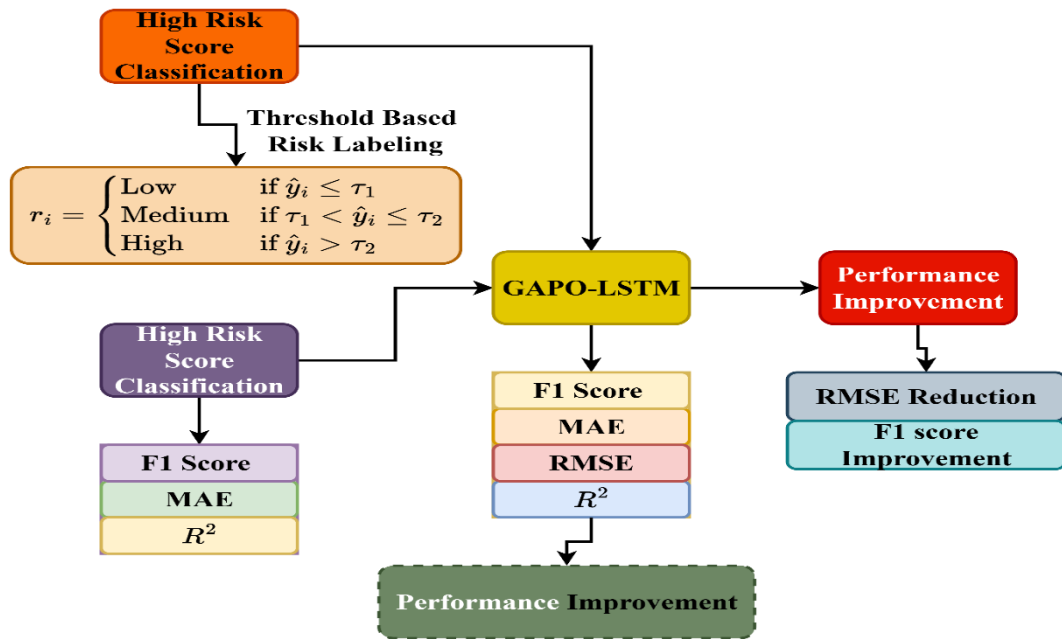 High Risk
Score
Classification
Threshold Based
Risk Labeling
r_i = { Low if ŷ_i ≤ τ_1
Medium if τ_1 < ŷ_i ≤ τ_2
High if ŷ_i > τ_2
GAPO-LSTM
Performance
Improvement
High Risk
Score
Classification
F1 Score
MAE
R²
F1 Score
MAE
RMSE
R²
RMSE Reduction
F1 score
Improvement
Performance Improvement